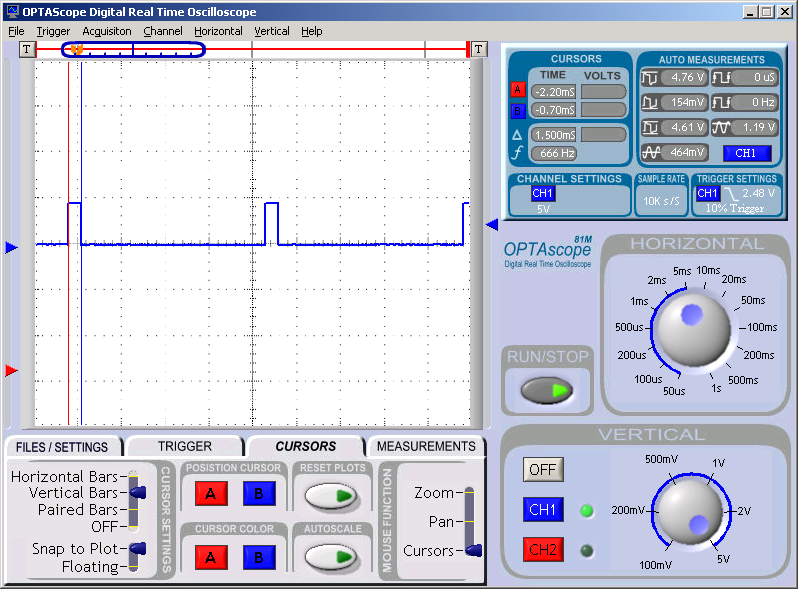 OPTAScope Digital Real Time Oscilloscope
File Trigger Acquisiton Channel Horizontal Vertical Help
T T
CURSORS
TIME VOLTS
A -2.20mS
B -0.70mS
Δ 1.500mS
f 666 Hz
AUTO MEASUREMENTS
4.76 V 0 uS
154mV 0 Hz
4.61 V 1.19 V
464mV CH1
CHANNEL SETTINGS
CH1
5V
SAMPLE RATE
10K s/S
TRIGGER SETTINGS
CH1 2.48 V
10% Trigger
81M
OPTAscope
Digital Real Time Oscilloscope
HORIZONTAL
50us
100us
200us
500us
1ms
2ms
5ms
10ms
20ms
50ms
100ms
200ms
500ms
1s
RUN/STOP
VERTICAL
OFF
CH1
CH2
100mV
200mV
500mV
1V
2V
5V
FILES / SETTINGS TRIGGER CURSORS MEASUREMENTS
Horizontal Bars
Vertical Bars
Paired Bars
OFF
Snap to Plot
Floating
CURSOR SETTINGS
POSISTION CURSOR
A B
CURSOR COLOR
A B
RESET PLOTS
AUTOSCALE
MOUSE FUNCTION
Zoom
Pan
Cursors